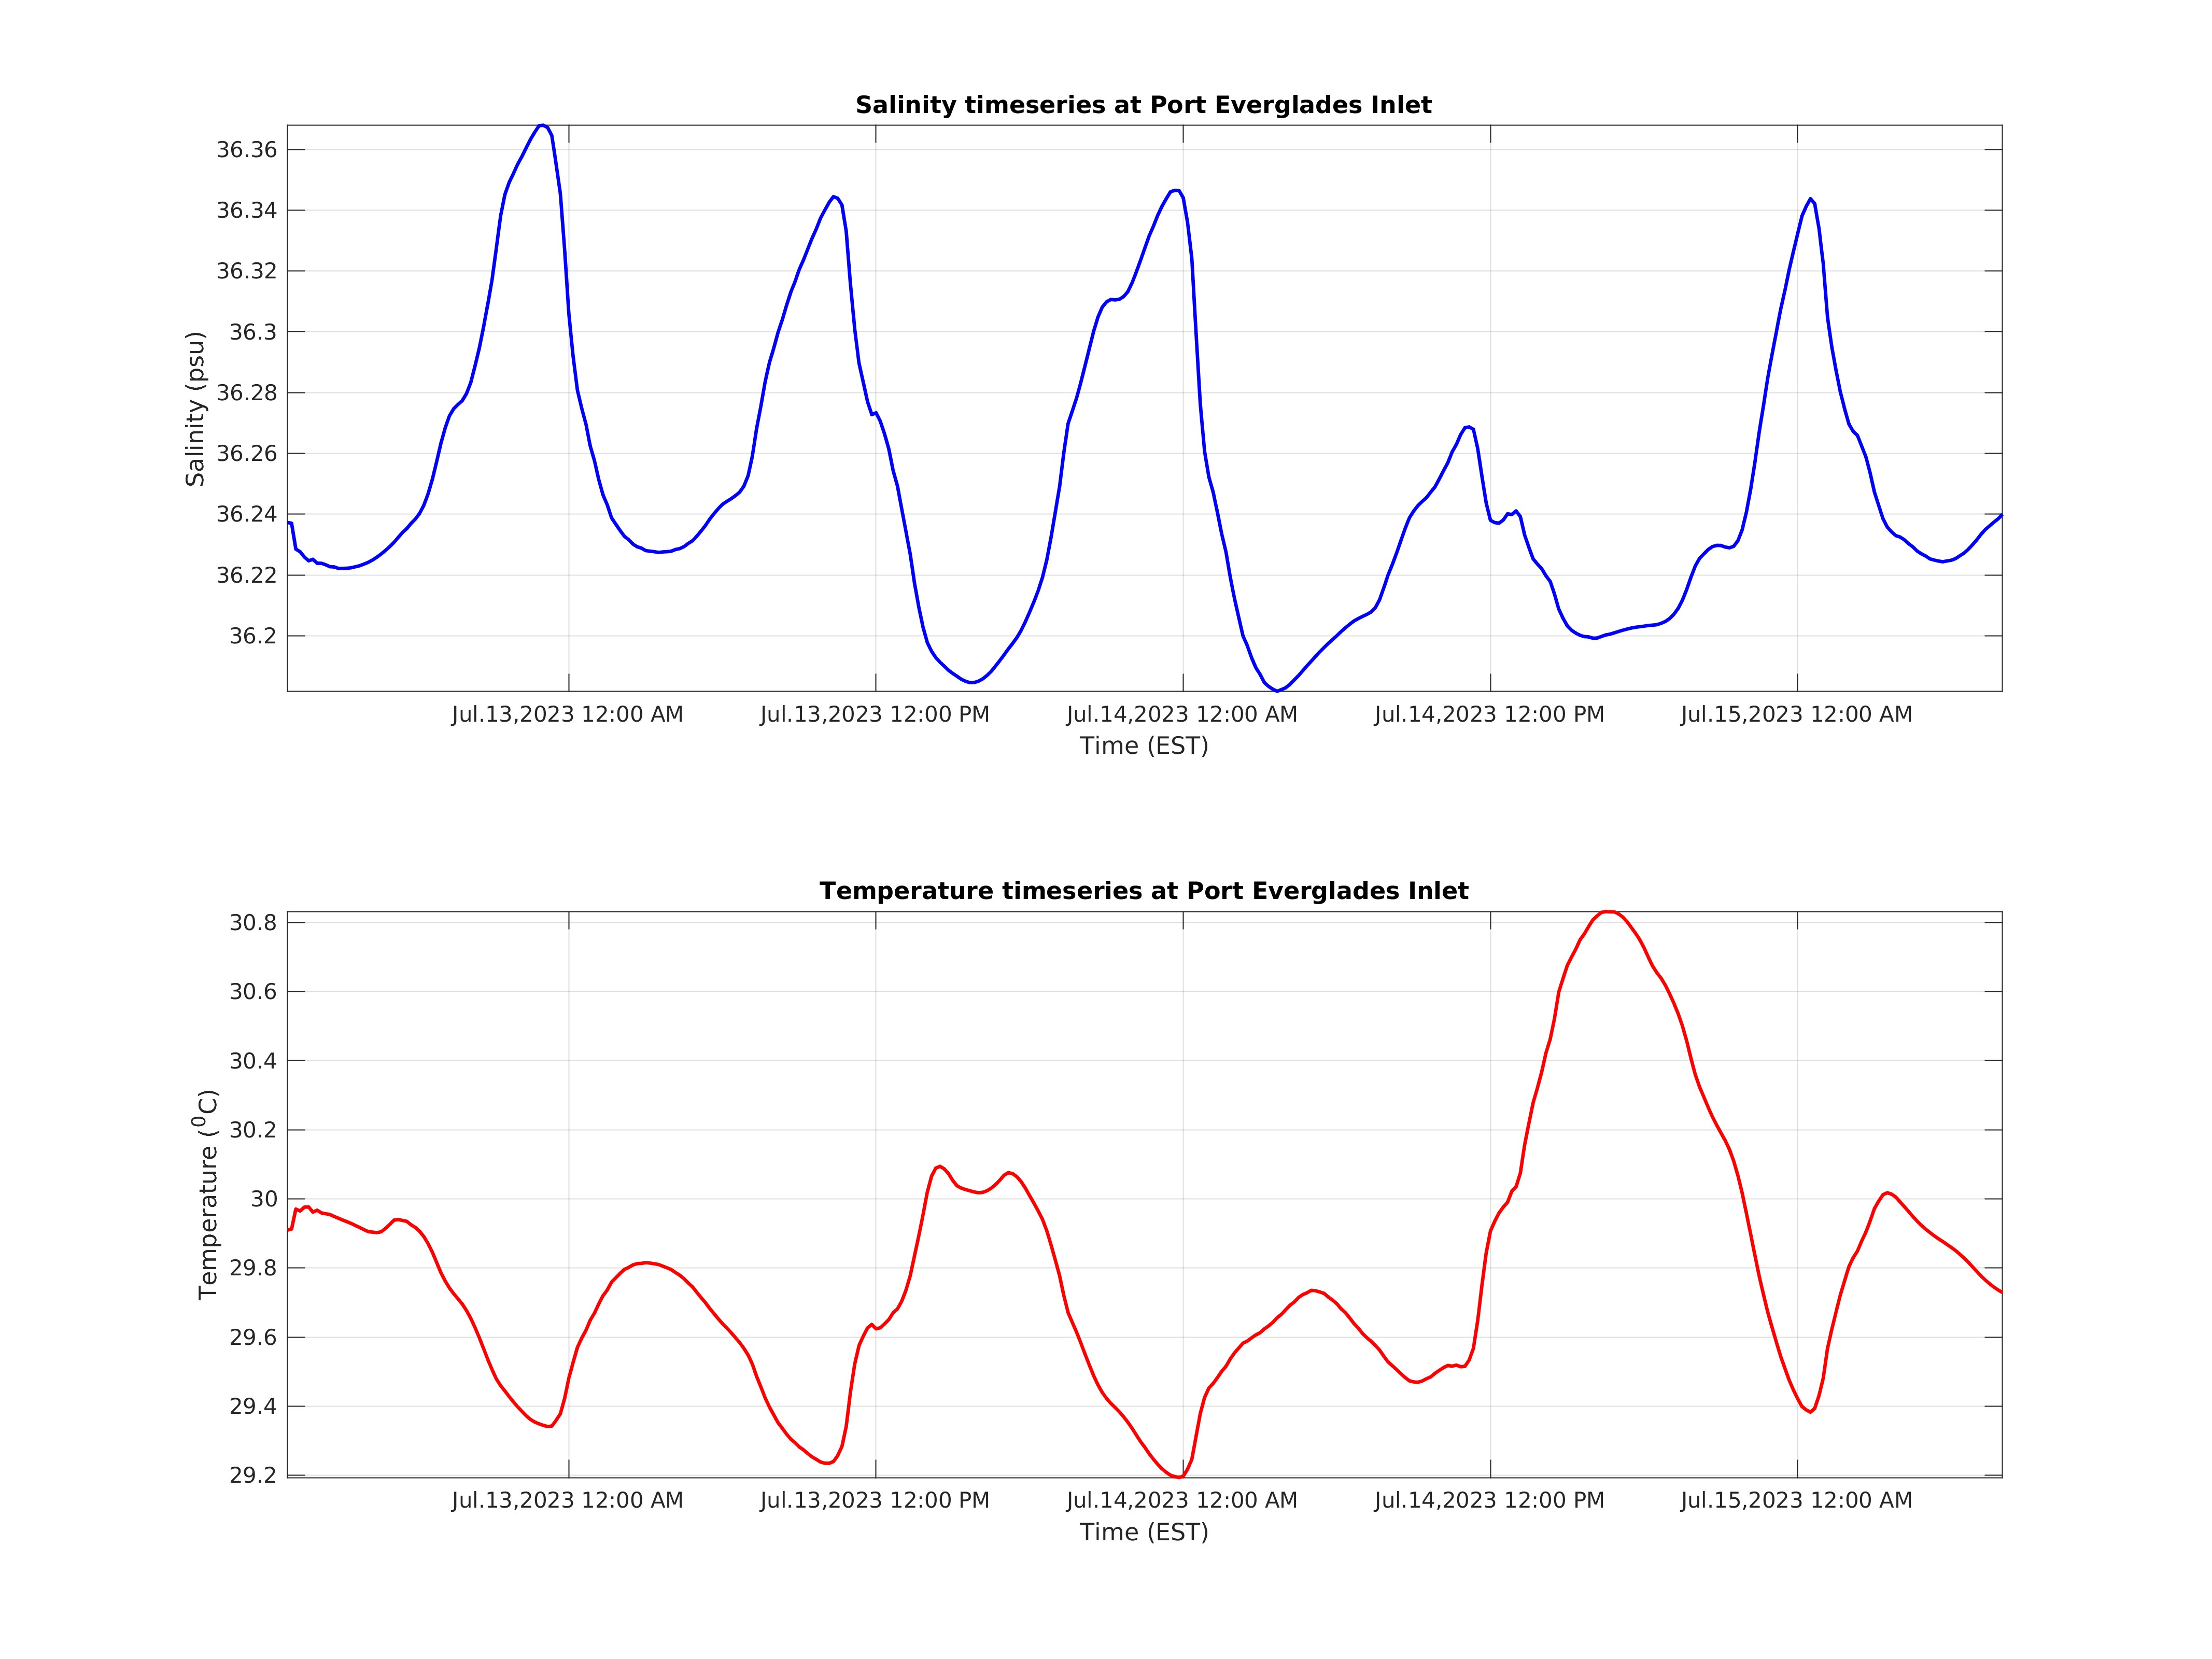 Salinity timeseries at Port Everglades Inlet
36.36
36.34
36.32
36.3
36.28
36.26
36.24
36.22
36.2
Salinity (psu)
Jul.13,2023 12:00 AM Jul.13,2023 12:00 PM Jul.14,2023 12:00 AM Jul.14,2023 12:00 PM Jul.15,2023 12:00 AM
Time (EST)
Temperature timeseries at Port Everglades Inlet
30.8
30.6
30.4
30.2
30
29.8
29.6
29.4
29.2
Temperature (⁰C)
Jul.13,2023 12:00 AM Jul.13,2023 12:00 PM Jul.14,2023 12:00 AM Jul.14,2023 12:00 PM Jul.15,2023 12:00 AM
Time (EST)